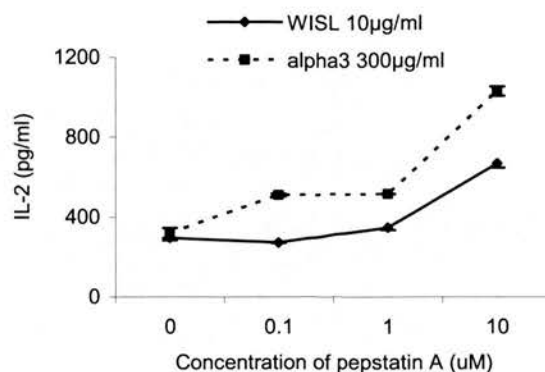 WISL 10µg/ml
alpha3 300µg/ml
1200
800
400
0
IL-2 (pg/ml)
0 0.1 1 10
Concentration of pepstatin A (uM)